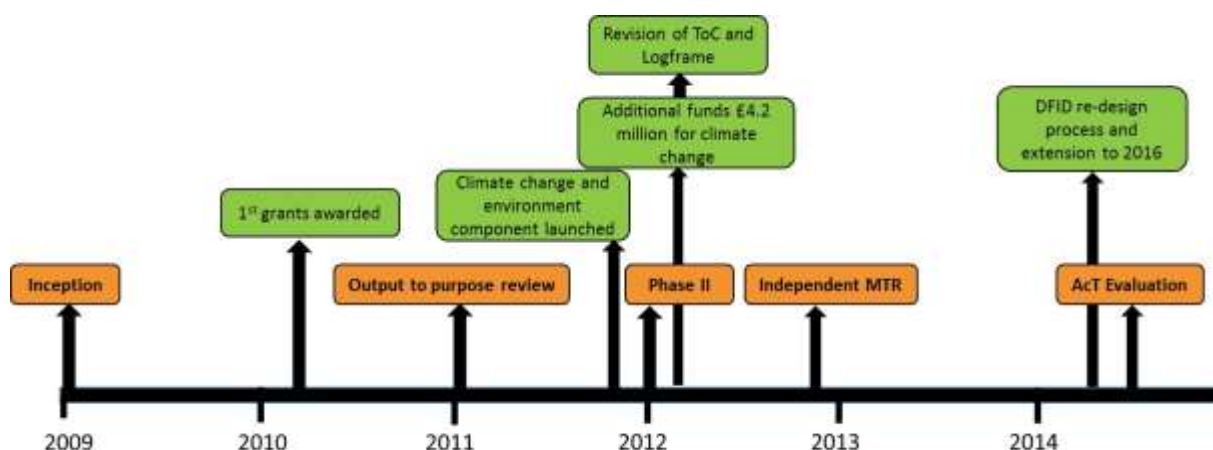 Revision of ToC and
Logframe
Additional funds £4.2
million for climate
change
DFID re-design
process and
extension to 2016
1st grants awarded
Climate change and
environment
component launched
Inception
Output to purpose review
Phase II
Independent MTR
AcT Evaluation
2009
2010
2011
2012
2013
2014